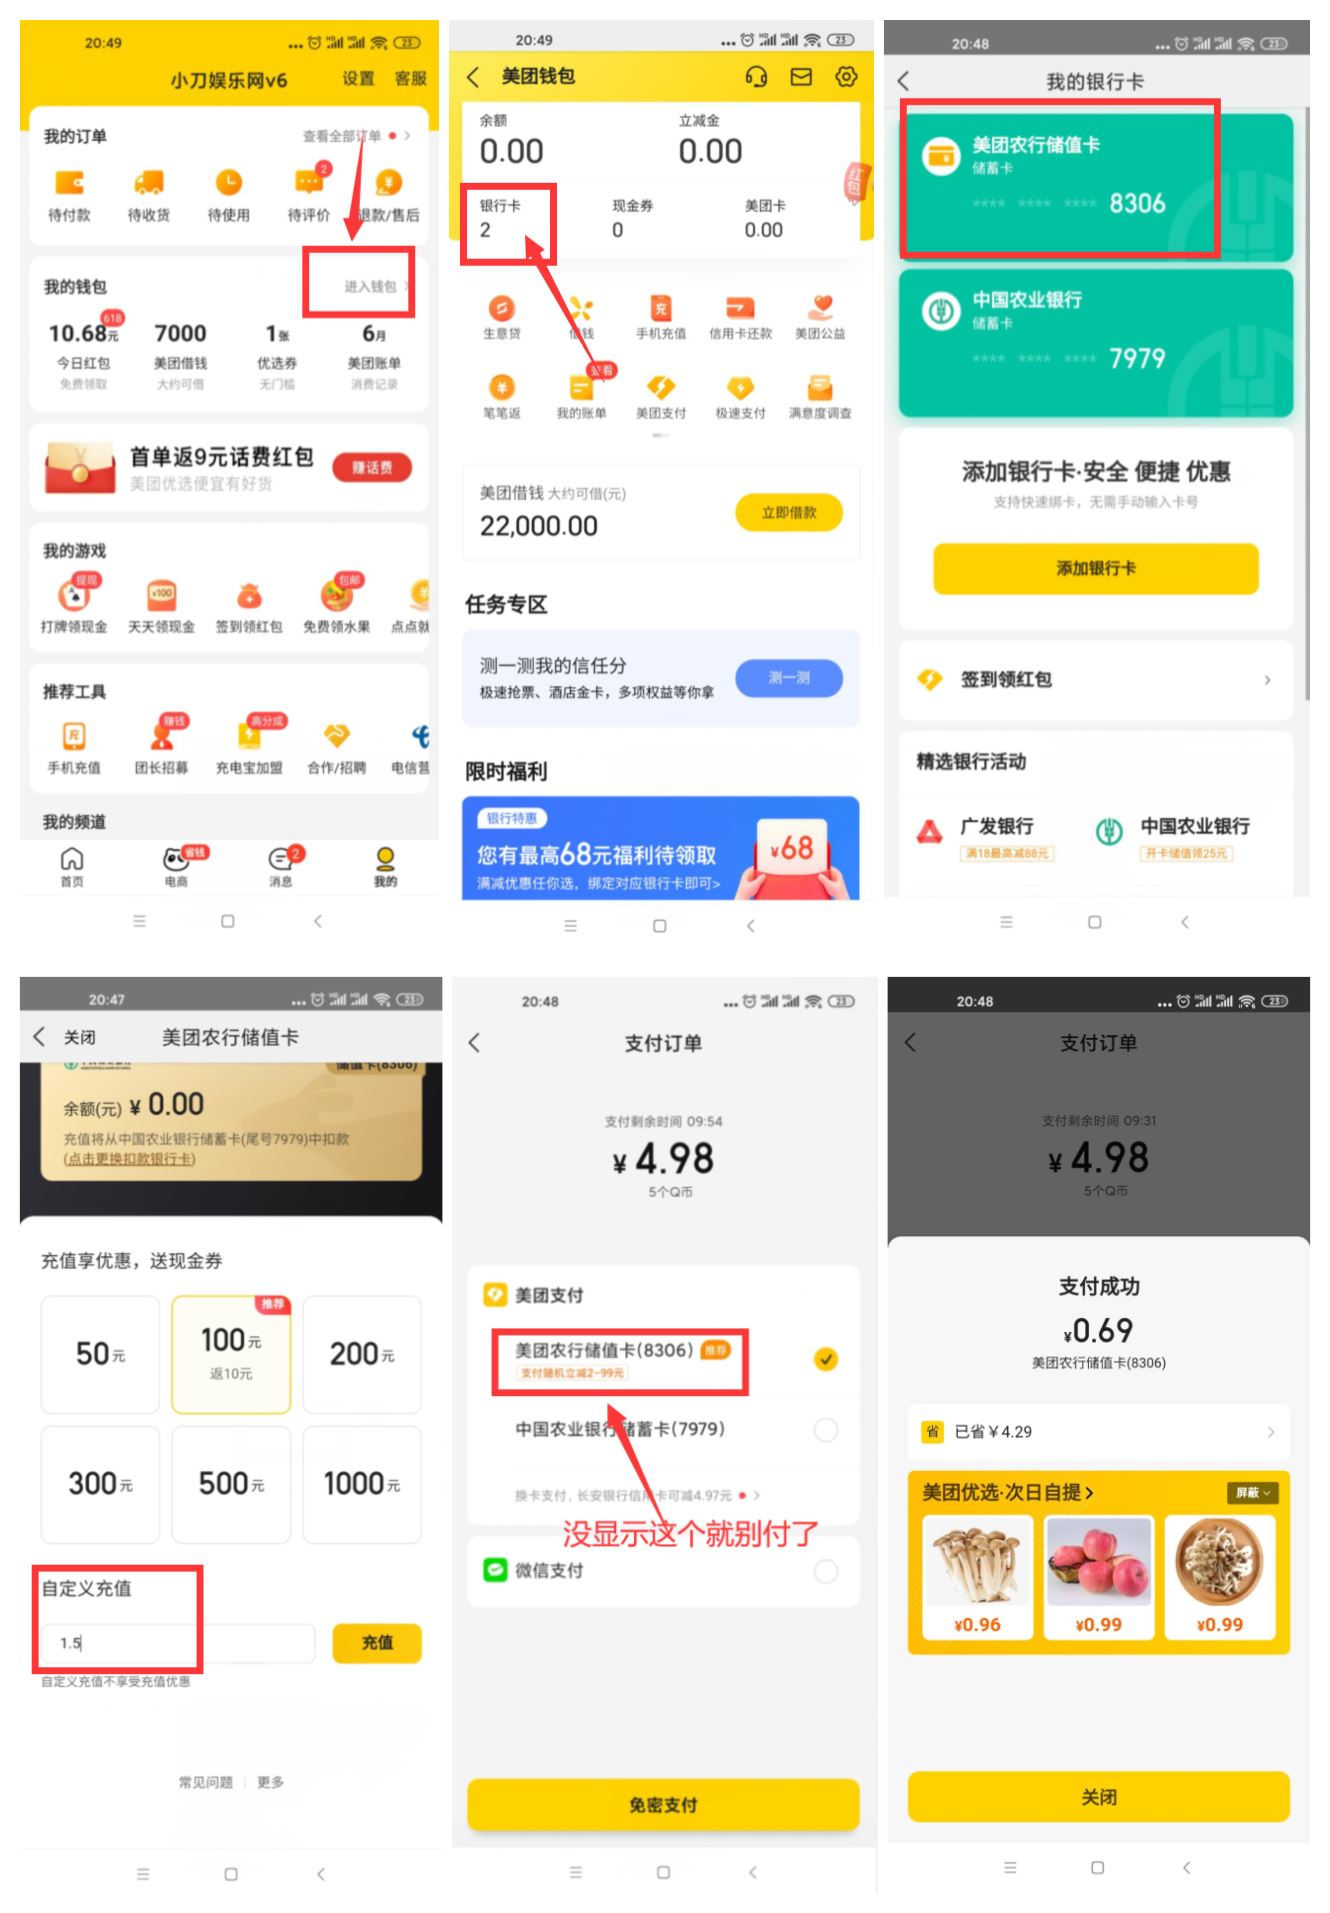 20:49
23
小刀娱乐网v6
设置
客服
我的订单
查看全部订单
待付款
待收货
待使用
2
待评价
退款/售后
我的钱包
进入钱包
618
10.68元
7000
1张
6月
今日红包
美团借钱
优选券
美团账单
免费领取
大约可借
无门槛
消费记录
首单返9元话费红包
美团优选便宜有好货
赚话费
我的游戏
提现
¥100
包邮
打牌领现金
天天领现金
签到领红包
免费领水果
点点就
推荐工具
赚钱
高分成
手机充值
团长招募
充电宝加盟
合作/招聘
电信营
我的频道
省钱
2
首页
电商
消息
我的
20:49
23
美团钱包
余额
立减金
0.00
0.00
红包
银行卡
现金券
美团卡
2
0
0.00
生意贷
借钱
手机充值
信用卡还款
美团公益
笔笔返
我的账单
美团支付
极速支付
满意度调查
美团借钱 大约可借(元)
22,000.00
立即借款
任务专区
测一测我的信任分
极速抢票、酒店金卡，多项权益等你拿
测一测
限时福利
银行特惠
您有最高68元福利待领取
满减优惠任你选，绑定对应银行卡即可>
¥68
20:48
23
我的银行卡
美团农行储值卡
储蓄卡
**** **** **** 8306
中国农业银行
储蓄卡
**** **** **** 7979
添加银行卡·安全 便捷 优惠
支持快速绑卡，无需手动输入卡号
添加银行卡
签到领红包
精选银行活动
广发银行
满18最高减88元
中国农业银行
开卡储值领25元
20:47
23
关闭
美团农行储值卡
储值卡(8306)
余额(元) ¥ 0.00
充值将从中国农业银行储蓄卡(尾号7979)中扣款
(点击更换扣款银行卡)
充值享优惠，送现金券
推荐
50元
100元
200元
返10元
300元
500元
1000元
自定义充值
1.5
充值
自定义充值不享受充值优惠
常见问题
更多
20:48
23
支付订单
支付剩余时间 09:54
¥ 4.98
5个Q币
美团支付
美团农行储值卡(8306) 推荐
支付随机立减2-99元
中国农业银行储蓄卡(7979)
换卡支付，长安银行信用卡可减4.97元
没显示这个就别付了
微信支付
免密支付
20:48
23
支付订单
支付剩余时间 09:31
¥ 4.98
5个Q币
支付成功
¥0.69
美团农行储值卡(8306)
省 已省￥4.29
美团优选·次日自提
屏蔽
¥0.96
¥0.99
¥0.99
关闭